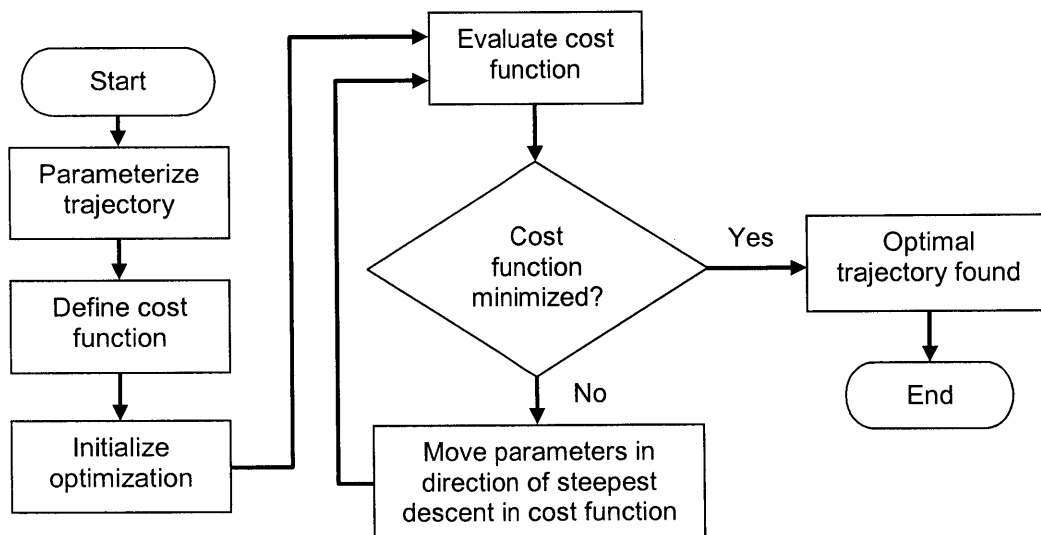 Start
Parameterize
trajectory
Define cost
function
Initialize
optimization
Evaluate cost
function
Cost
function
minimized?
Yes
No
Move parameters in
direction of steepest
descent in cost function
Optimal
trajectory found
End